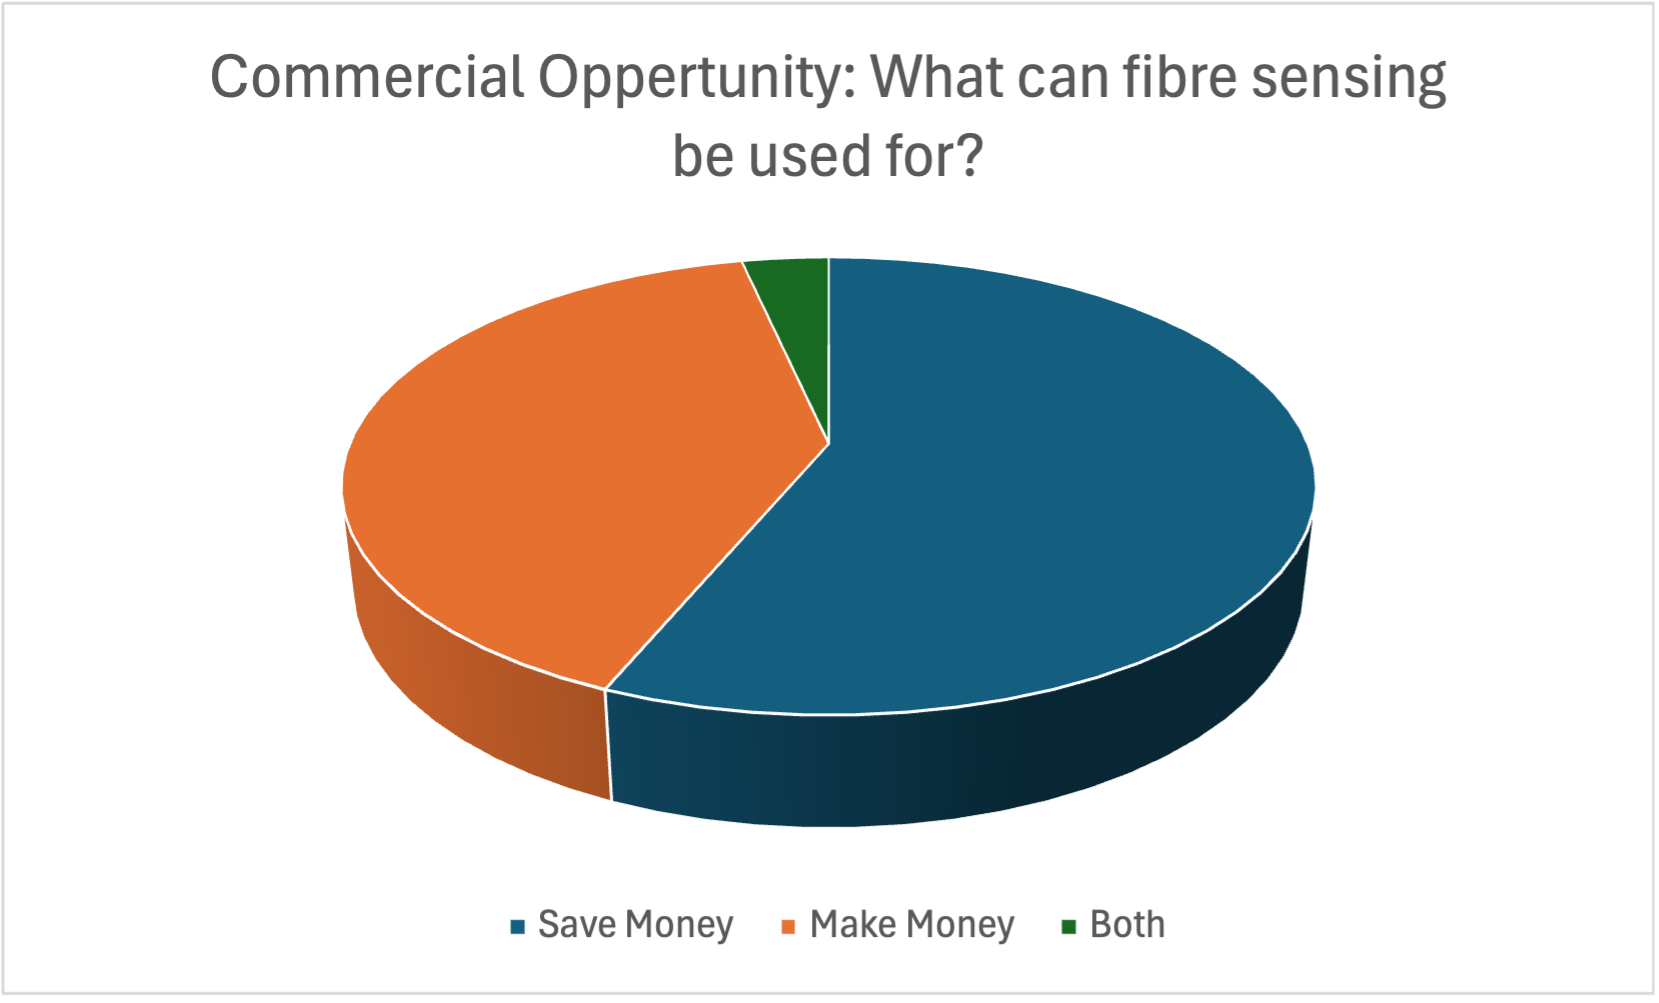 Commercial Oppertunity: What can fibre sensing
be used for?
Save Money Make Money Both